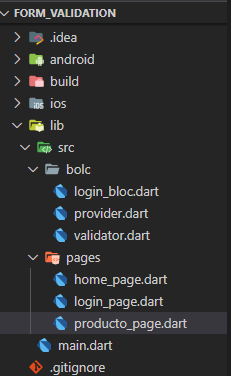 FORM_VALIDATION
.idea
android
build
ios
lib
src
bolc
login_bloc.dart
provider.dart
validator.dart
pages
home_page.dart
login_page.dart
producto_page.dart
main.dart
.gitignore